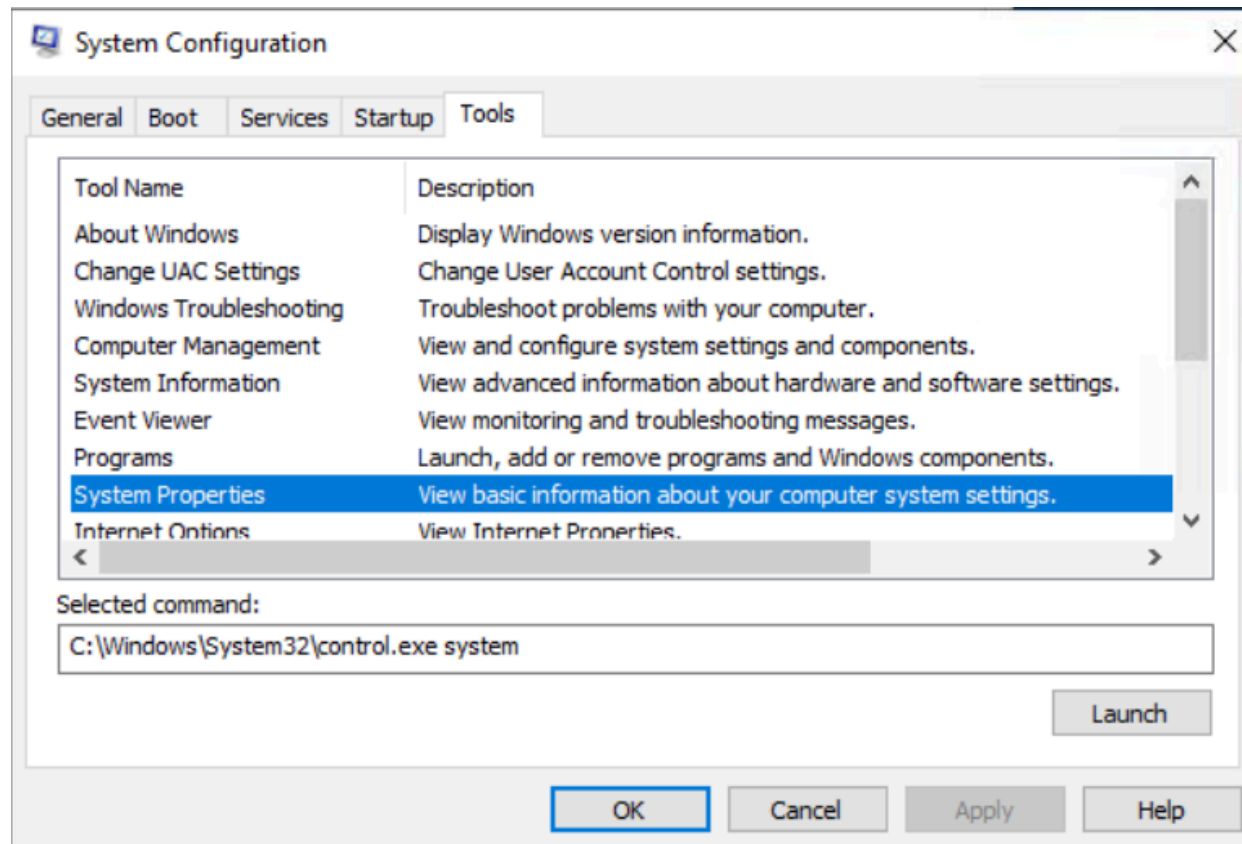 System Configuration
General Boot Services Startup Tools
Tool Name Description
About Windows Display Windows version information.
Change UAC Settings Change User Account Control settings.
Windows Troubleshooting Troubleshoot problems with your computer.
Computer Management View and configure system settings and components.
System Information View advanced information about hardware and software settings.
Event Viewer View monitoring and troubleshooting messages.
Programs Launch, add or remove programs and Windows components.
System Properties View basic information about your computer system settings.
Internet Options View Internet Properties.
Selected command:
C:\Windows\System32\control.exe system
Launch
OK Cancel Apply Help